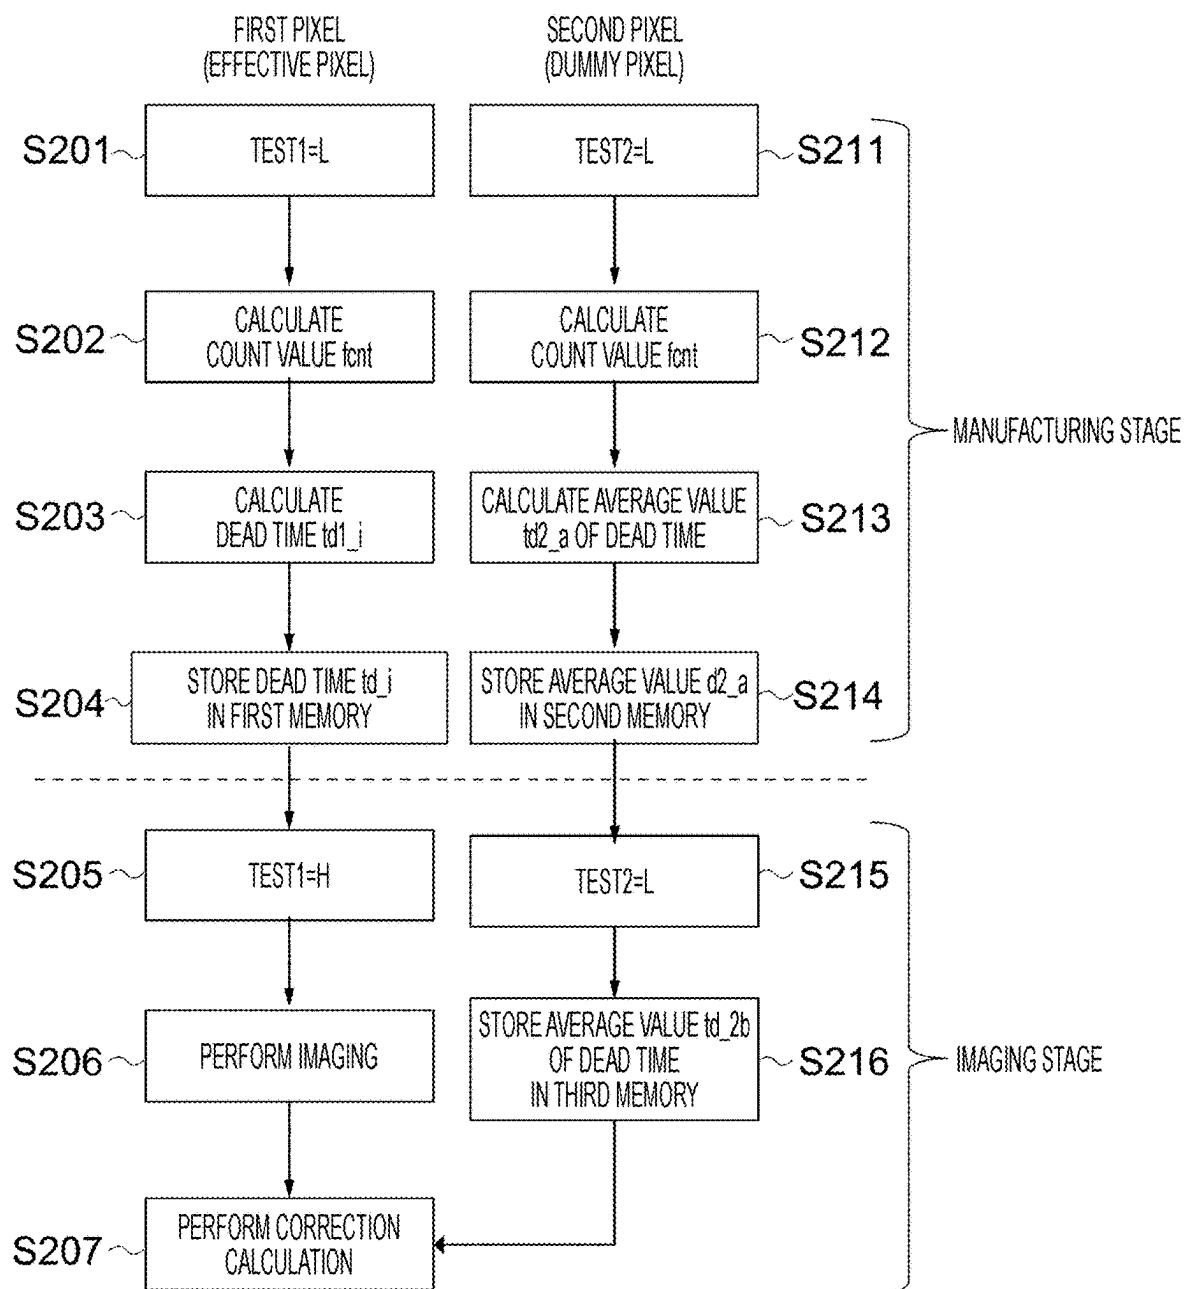 FIRST PIXEL
(EFFECTIVE PIXEL)
SECOND PIXEL
(DUMMY PIXEL)
S201
TEST1=L
TEST2=L
S211
S202
CALCULATE
COUNT VALUE fcnt
CALCULATE
COUNT VALUE fcnt
S212
MANUFACTURING STAGE
S203
CALCULATE
DEAD TIME td1_i
CALCULATE AVERAGE VALUE
td2_a OF DEAD TIME
S213
S204
STORE DEAD TIME td_i
IN FIRST MEMORY
STORE AVERAGE VALUE d2_a
IN SECOND MEMORY
S214
S205
TEST1=H
TEST2=L
S215
S206
PERFORM IMAGING
STORE AVERAGE VALUE td_2b
OF DEAD TIME
IN THIRD MEMORY
S216
IMAGING STAGE
S207
PERFORM CORRECTION
CALCULATION